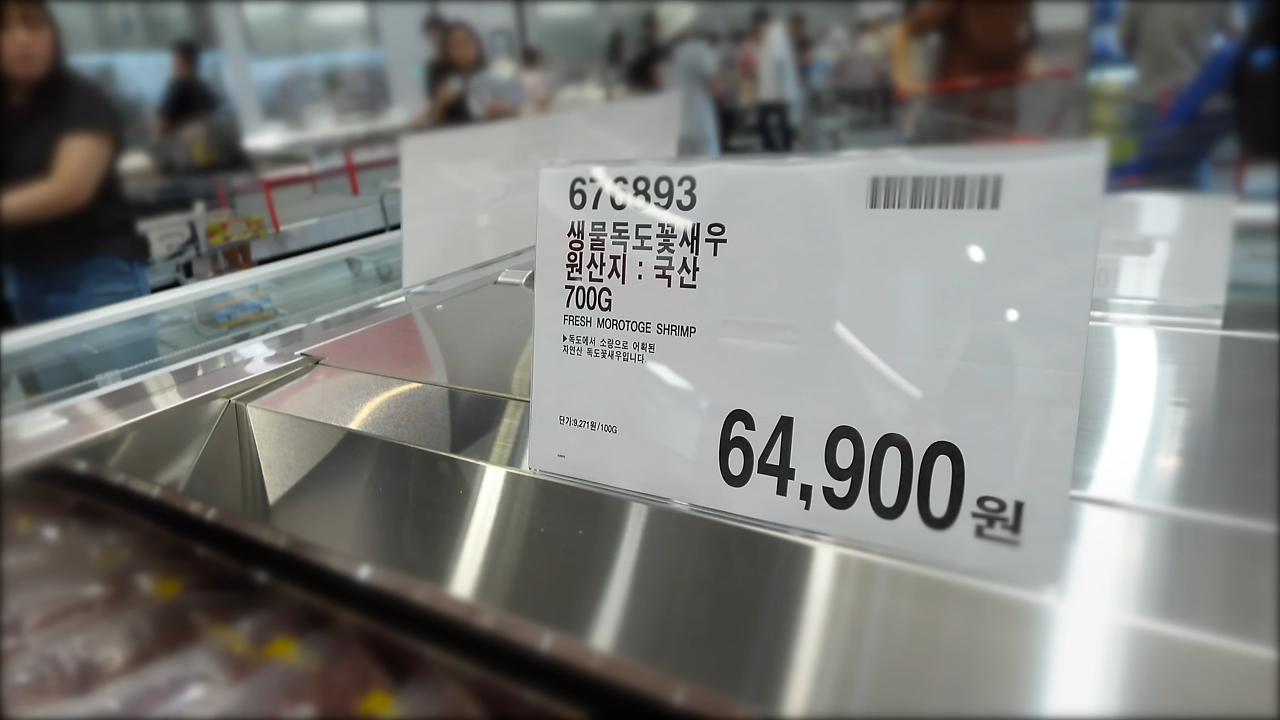 676893
생물독도꽃새우
원산지 : 국산
700G
FRESH MOROTOGE SHRIMP
▶독도에서 소량으로 어획된
자연산 독도꽃새우입니다.
단가:9,271원/100G
64,900원